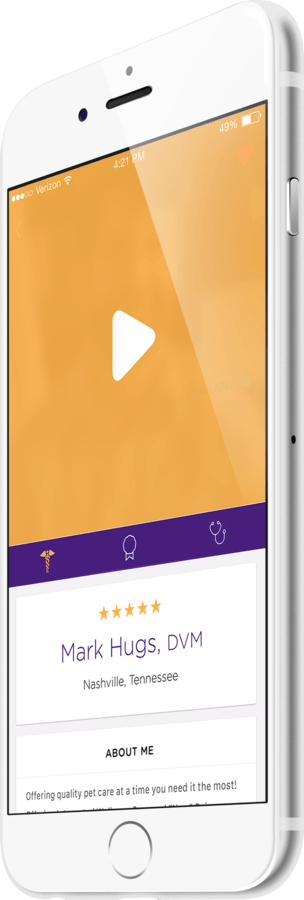 Verizon 4:21 PM 49%
Mark Hugs, DVM
Nashville, Tennessee
ABOUT ME
Offering quality pet care at a time you need it the most!